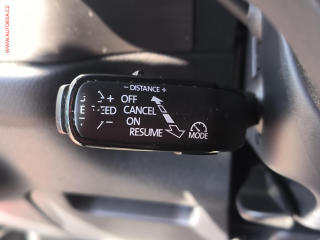 WWW.AUTOESA.CZ
– DISTANCE +
OFF
CANCEL
ON
RESUME
MODE